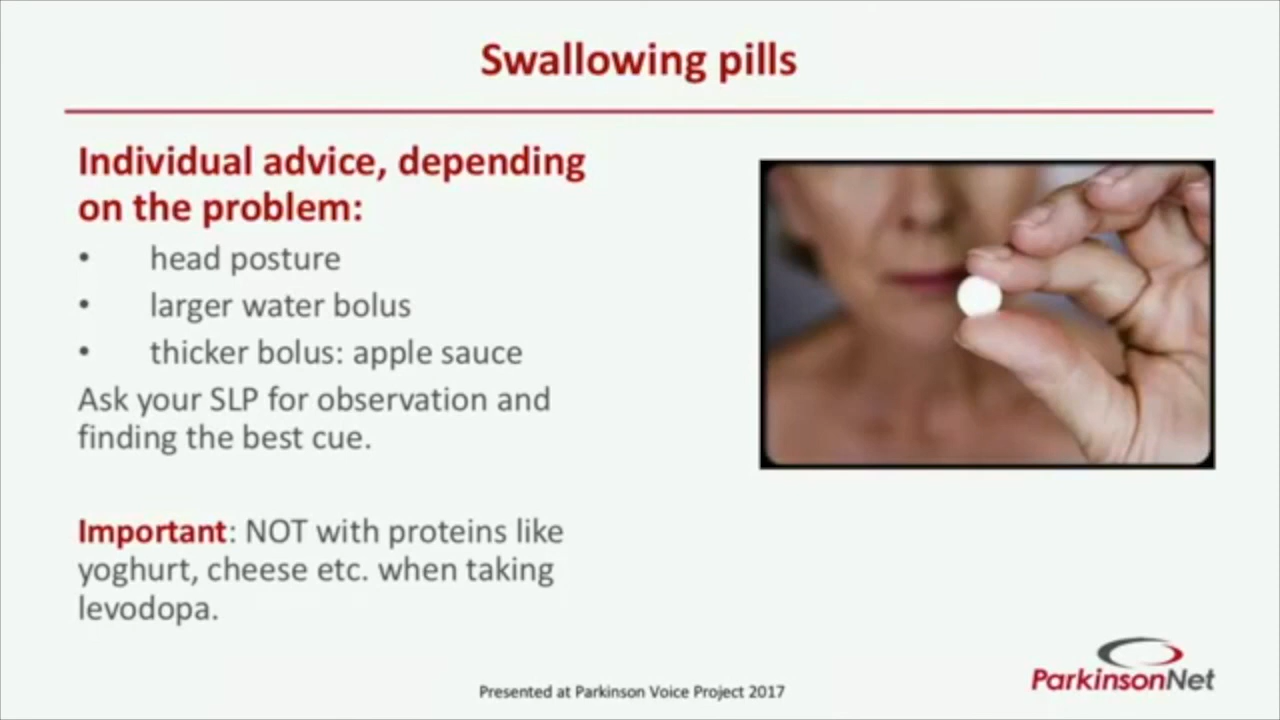 Swallowing pills
Individual advice, depending
on the problem:
• head posture
• larger water bolus
• thicker bolus: apple sauce
Ask your SLP for observation and
finding the best cue.
Important: NOT with proteins like
yoghurt, cheese etc. when taking
levodopa.
ParkinsonNet
Presented at Parkinson Voice Project 2017